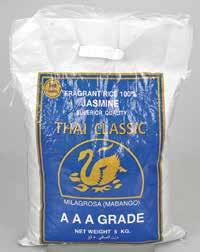 FRAGRANT RICE 100%
JASMINE
SUPERIOR QUALITY
THAI CLASSIC
MILAGROSA (MABANGO)
A A A GRADE
NET WEIGHT 5 KG.